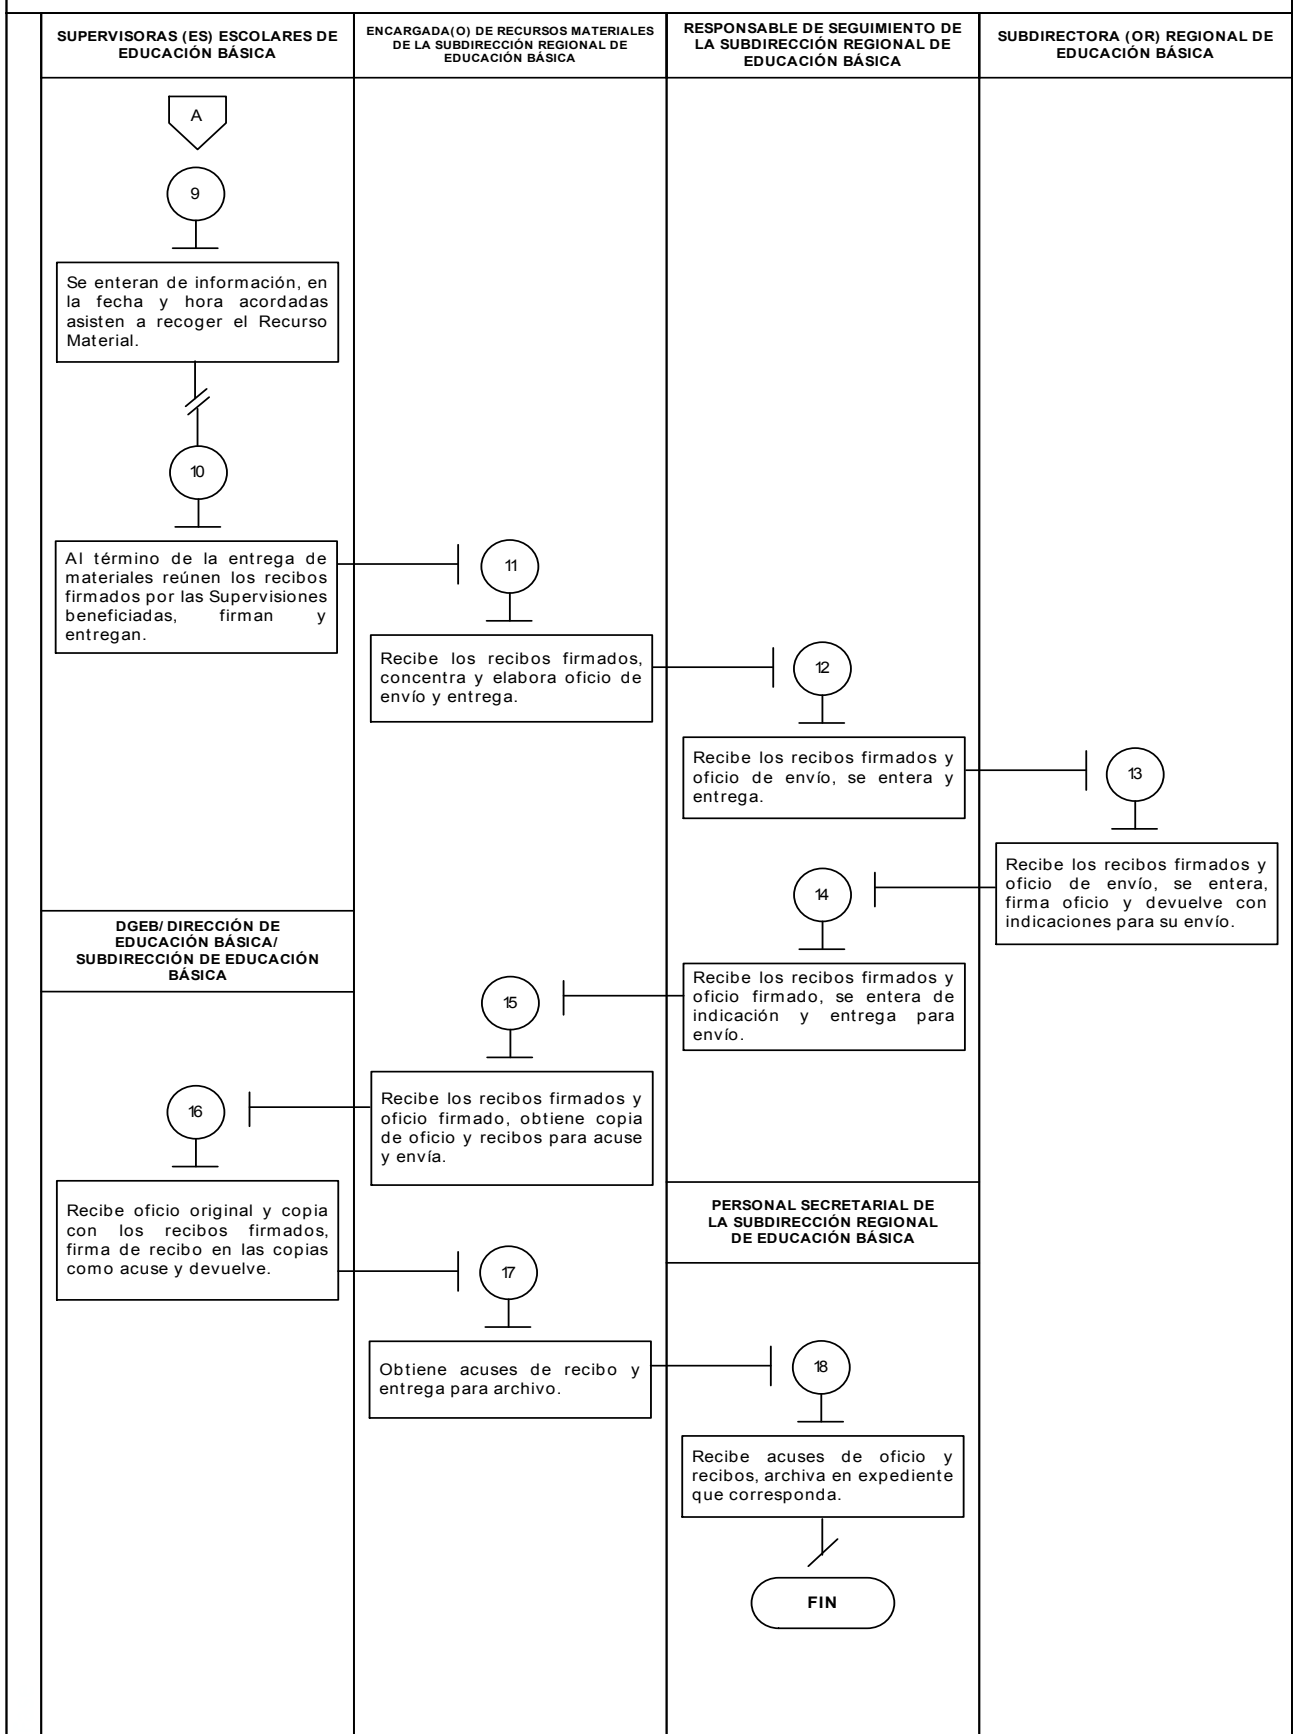 SUPERVISORAS (ES) ESCOLARES DE
EDUCACIÓN BÁSICA
ENCARGADA(O) DE RECURSOS MATERIALES
DE LA SUBDIRECCIÓN REGIONAL DE
EDUCACIÓN BÁSICA
RESPONSABLE DE SEGUIMIENTO DE
LA SUBDIRECCIÓN REGIONAL DE
EDUCACIÓN BÁSICA
SUBDIRECTORA (OR) REGIONAL DE
EDUCACIÓN BÁSICA
A
9
Se enteran de información, en
la fecha y hora acordadas
asisten a recoger el Recurso
Material.
10
Al término de la entrega de
materiales reúnen los recibos
firmados por las Supervisiones
beneficiadas, firman y
entregan.
11
Recibe los recibos firmados,
concentra y elabora oficio de
envío y entrega.
12
Recibe los recibos firmados y
oficio de envío, se entera y
entrega.
13
Recibe los recibos firmados y
oficio de envío, se entera,
firma oficio y devuelve con
indicaciones para su envío.
14
Recibe los recibos firmados y
oficio firmado, se entera de
indicación y entrega para
envío.
DGEB/ DIRECCIÓN DE
EDUCACIÓN BÁSICA/
SUBDIRECCIÓN DE EDUCACIÓN
BÁSICA
15
Recibe los recibos firmados y
oficio firmado, obtiene copia
de oficio y recibos para acuse
y envía.
16
Recibe oficio original y copia
con los recibos firmados,
firma de recibo en las copias
como acuse y devuelve.
17
Obtiene acuses de recibo y
entrega para archivo.
PERSONAL SECRETARIAL DE
LA SUBDIRECCIÓN REGIONAL
DE EDUCACIÓN BÁSICA
18
Recibe acuses de oficio y
recibos, archiva en expediente
que corresponda.
FIN